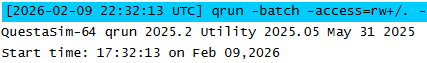 [2026-02-09 22:32:13 UTC] qrun -batch -access=rw+/. -
QuestaSim-64 qrun 2025.2 Utility 2025.05 May 31 2025
Start time: 17:32:13 on Feb 09,2026